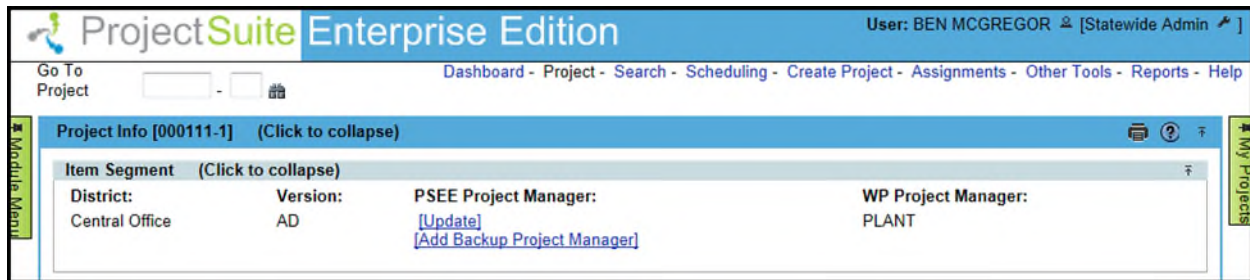 ProjectSuite Enterprise Edition
User: BEN MCGREGOR [Statewide Admin ]
Go To
Project
-
Dashboard - Project - Search - Scheduling - Create Project - Assignments - Other Tools - Reports - Help
Module Menu
Project Info [000111-1] (Click to collapse)
My Projects
Item Segment (Click to collapse)
District: Version: PSEE Project Manager: WP Project Manager:
Central Office AD [Update] PLANT
[Add Backup Project Manager]